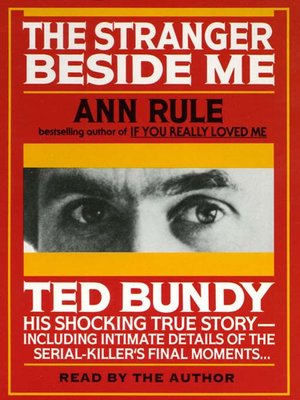 THE STRANGER
BESIDE ME
ANN RULE
bestselling author of IF YOU REALLY LOVED ME
TED BUNDY
HIS SHOCKING TRUE STORY—
INCLUDING INTIMATE DETAILS OF THE
SERIAL-KILLER'S FINAL MOMENTS...
READ BY THE AUTHOR